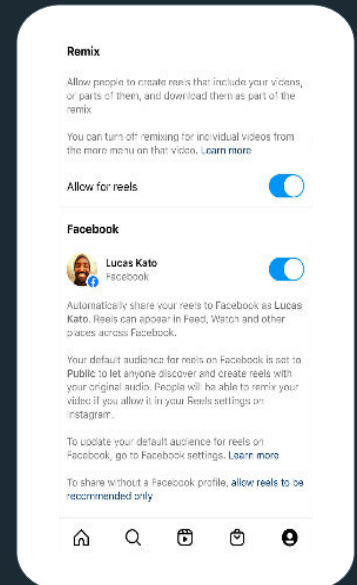 Remix
Allow people to create reels that include your videos,
or parts of them, and download them as part of the
remix
You can turn off remixing for individual videos from
the more menu on that video. Learn more
Allow for reels
Facebook
Lucas Kato
Facebook
Automatically share your reels to Facebook as Lucas
Kato. Reels can appear in Feed, Watch and other
places across Facebook.
Your default audience for reels on Facebook is set to
Public to let anyone discover and create reels with
your original audio. People will be able to remix your
video if you allow it in your Reels settings on
Instagram.
To update your default audience for reels on
Facebook, go to Facebook settings. Learn more
To share without a Facebook profile, allow reels to be
recommended only